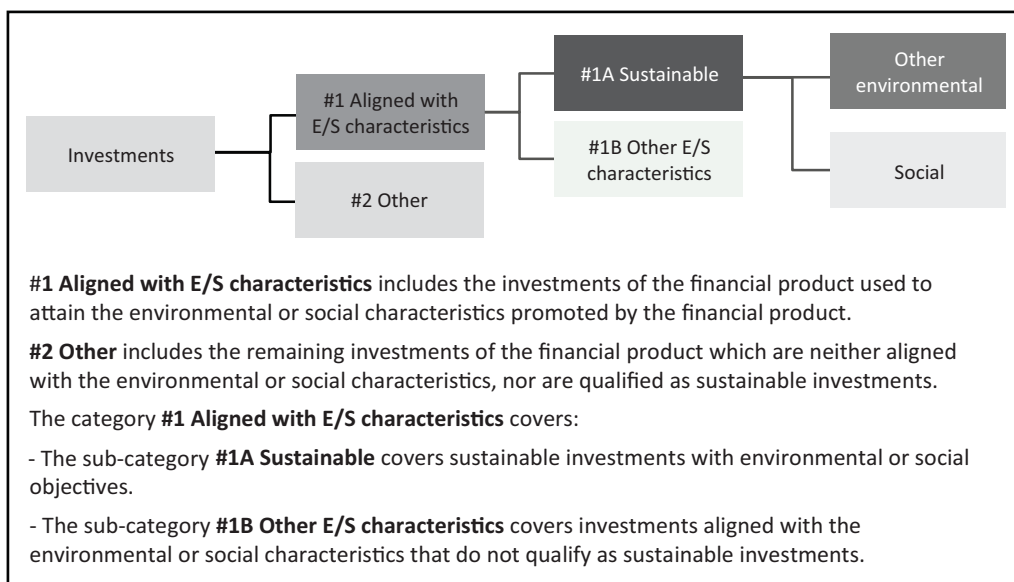 Investments
#1 Aligned with
E/S characteristics
#2 Other
#1A Sustainable
#1B Other E/S
characteristics
Other
environmental
Social
#1 Aligned with E/S characteristics includes the investments of the financial product used to
attain the environmental or social characteristics promoted by the financial product.
#2 Other includes the remaining investments of the financial product which are neither aligned
with the environmental or social characteristics, nor are qualified as sustainable investments.
The category #1 Aligned with E/S characteristics covers:
- The sub-category #1A Sustainable covers sustainable investments with environmental or social
objectives.
- The sub-category #1B Other E/S characteristics covers investments aligned with the
environmental or social characteristics that do not qualify as sustainable investments.